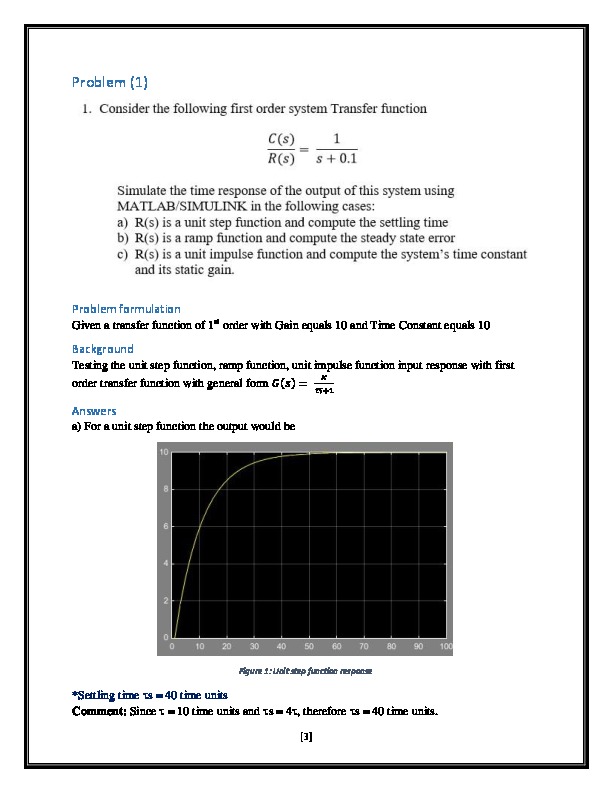 Problem (1)
1. Consider the following first order system Transfer function
C(s)/R(s) = 1/(s + 0.1)
Simulate the time response of the output of this system using
MATLAB/SIMULINK in the following cases:
a) R(s) is a unit step function and compute the settling time
b) R(s) is a ramp function and compute the steady state error
c) R(s) is a unit impulse function and compute the system's time constant
and its static gain.
Problem formulation
Given a transfer function of 1st order with Gain equals 10 and Time Constant equals 10
Background
Testing the unit step function, ramp function, unit impulse function input response with first
order transfer function with general form G(s) = K/(τs+1)
Answers
a) For a unit step function the output would be
10
8
6
4
2
0
0 10 20 30 40 50 60 70 80 90 100
Figure 1: Unit step function response
*Settling time τs = 40 time units
Comment: Since τ = 10 time units and τs = 4τ, therefore τs = 40 time units.
[3]